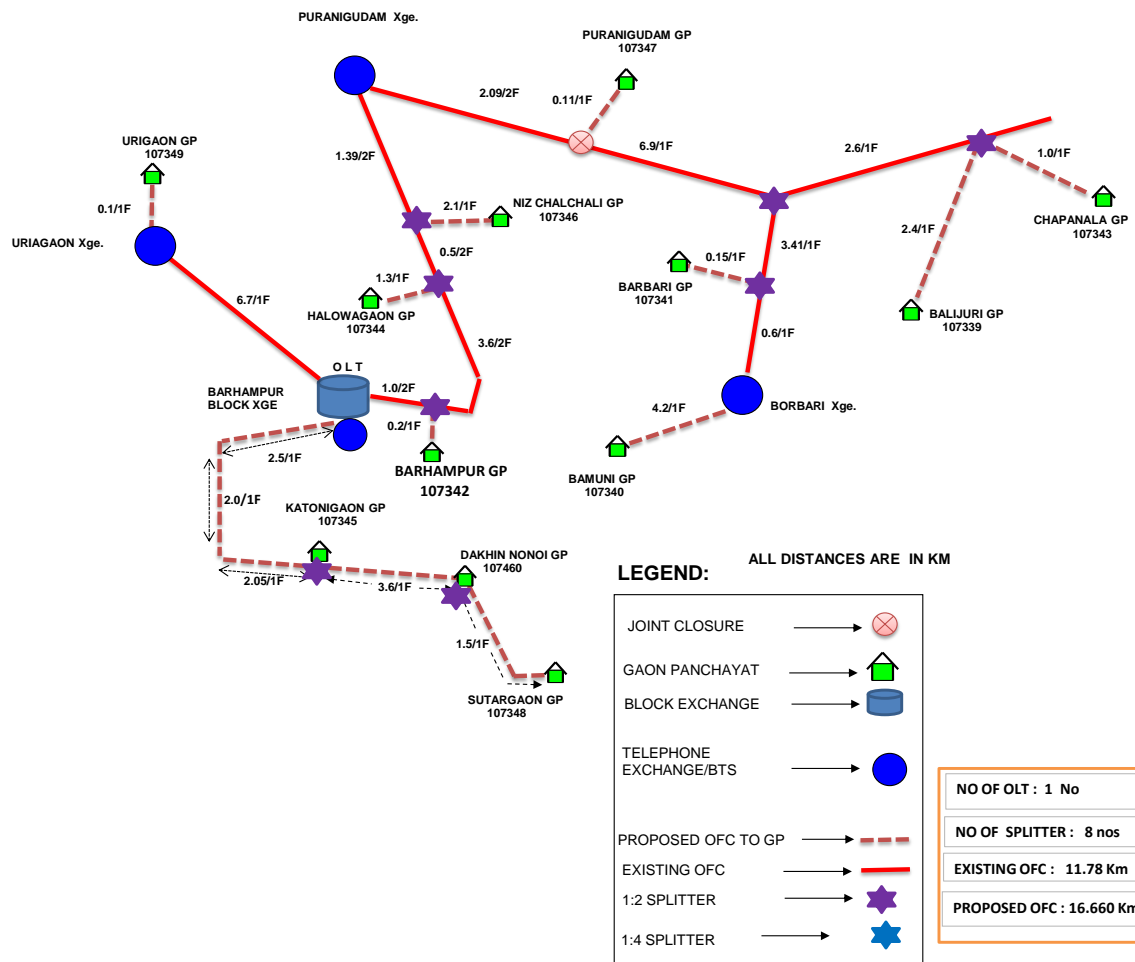 PURANIGUDAM Xge.
PURANIGUDAM GP
107347
2.09/2F
0.11/1F
URIGAON GP
107349
1.39/2F
6.9/1F
2.6/1F
1.0/1F
0.1/1F
2.1/1F
NIZ CHALCHALI GP
107346
CHAPANALA GP
107343
URIAGAON Xge.
0.5/2F
3.41/1F
2.4/1F
0.15/1F
BARBARI GP
107341
1.3/1F
HALOWAGAON GP
107344
6.7/1F
BALIJURI GP
107339
3.6/2F
0.6/1F
O L T
BARHAMPUR
BLOCK XGE
1.0/2F
0.2/1F
4.2/1F
BORBARI Xge.
2.5/1F
BARHAMPUR GP
107342
BAMUNI GP
107340
2.0/1F
KATONIGAON GP
107345
DAKHIN NONOI GP
107460
2.05/1F
3.6/1F
1.5/1F
SUTARGAON GP
107348
ALL DISTANCES ARE IN KM
LEGEND:
JOINT CLOSURE
GAON PANCHAYAT
BLOCK EXCHANGE
TELEPHONE
EXCHANGE/BTS
PROPOSED OFC TO GP
EXISTING OFC
1:2 SPLITTER
1:4 SPLITTER
NO OF OLT : 1 No
NO OF SPLITTER : 8 nos
EXISTING OFC : 11.78 Km
PROPOSED OFC : 16.660 Km